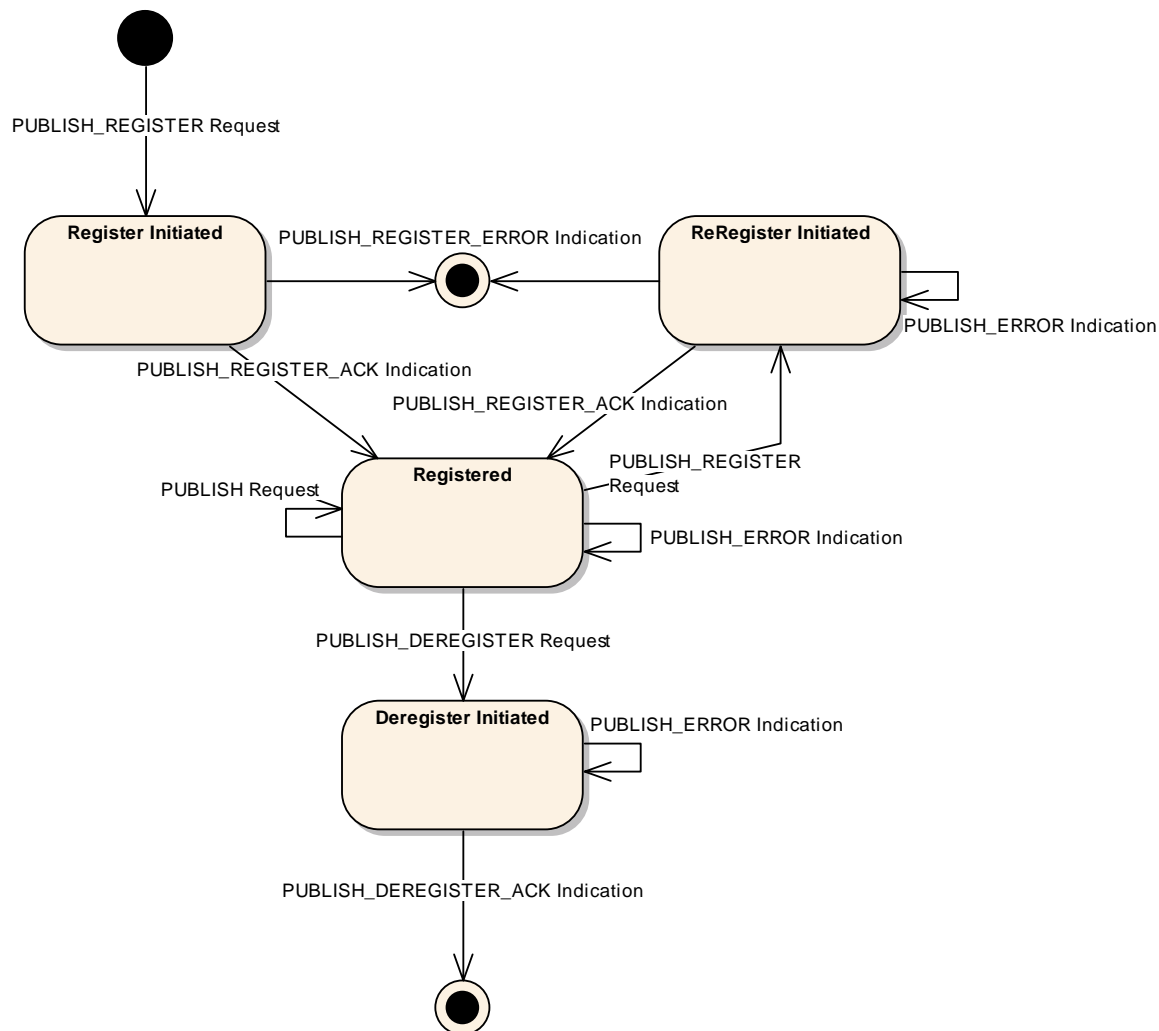 PUBLISH_REGISTER Request
Register Initiated
ReRegister Initiated
PUBLISH_REGISTER_ERROR Indication
PUBLISH_ERROR Indication
PUBLISH_REGISTER_ACK Indication
PUBLISH_REGISTER_ACK Indication
Registered
PUBLISH_REGISTER
Request
PUBLISH Request
PUBLISH_ERROR Indication
PUBLISH_DEREGISTER Request
Deregister Initiated
PUBLISH_ERROR Indication
PUBLISH_DEREGISTER_ACK Indication